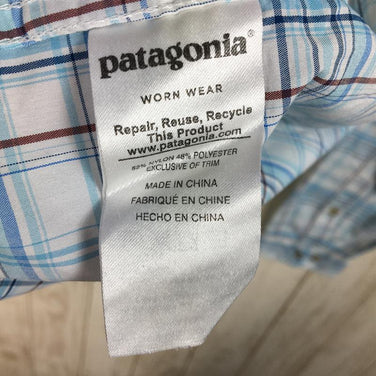 patagonia®
WORN WEAR
Repair, Reuse, Recycle
This Product
www.patagonia.com
52% NYLON 48% POLYESTER
EXCLUSIVE OF TRIM
MADE IN CHINA
FABRIQUÉ EN CHINE
HECHO EN CHINA